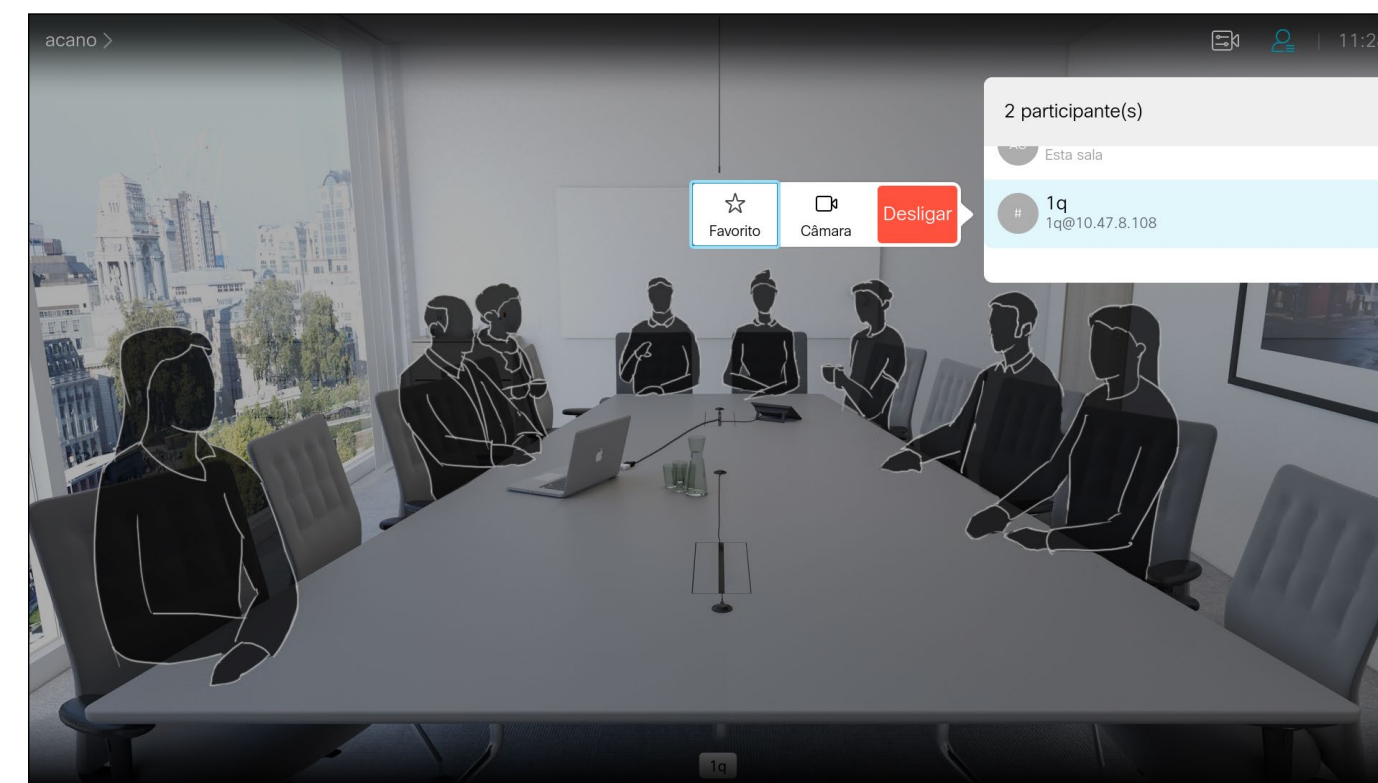 acano >
11:2
2 participante(s)
Esta sala
Favorito
Câmara
Desligar
#
1q
1q@10.47.8.108
1q